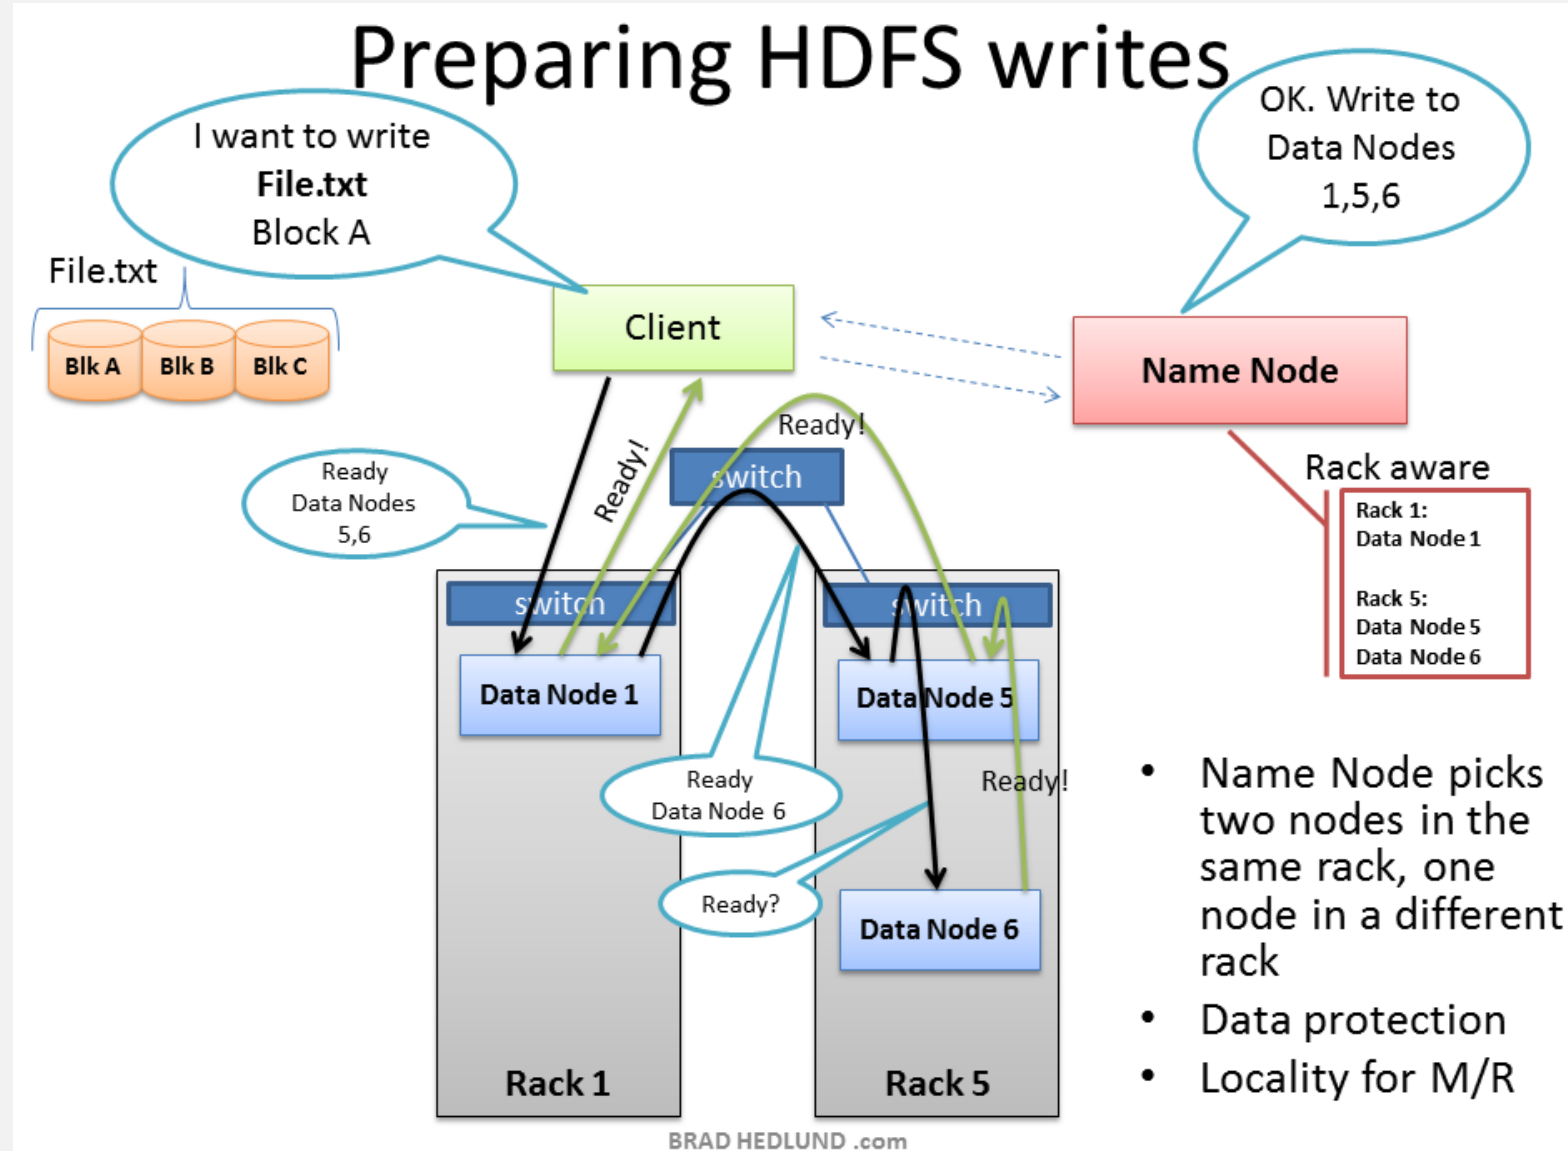 Preparing HDFS writes
I want to write
File.txt
Block A
OK. Write to
Data Nodes
1,5,6
File.txt
Blk A
Blk B
Blk C
Client
Name Node
Ready!
Ready!
switch
Ready
Data Nodes
5,6
Rack aware
Rack 1:
Data Node 1
Rack 5:
Data Node 5
Data Node 6
switch
switch
Data Node 1
Data Node 5
Ready
Data Node 6
Ready!
Ready?
Data Node 6
Rack 1
Rack 5
• Name Node picks
two nodes in the
same rack, one
node in a different
rack
• Data protection
• Locality for M/R
BRAD HEDLUND .com